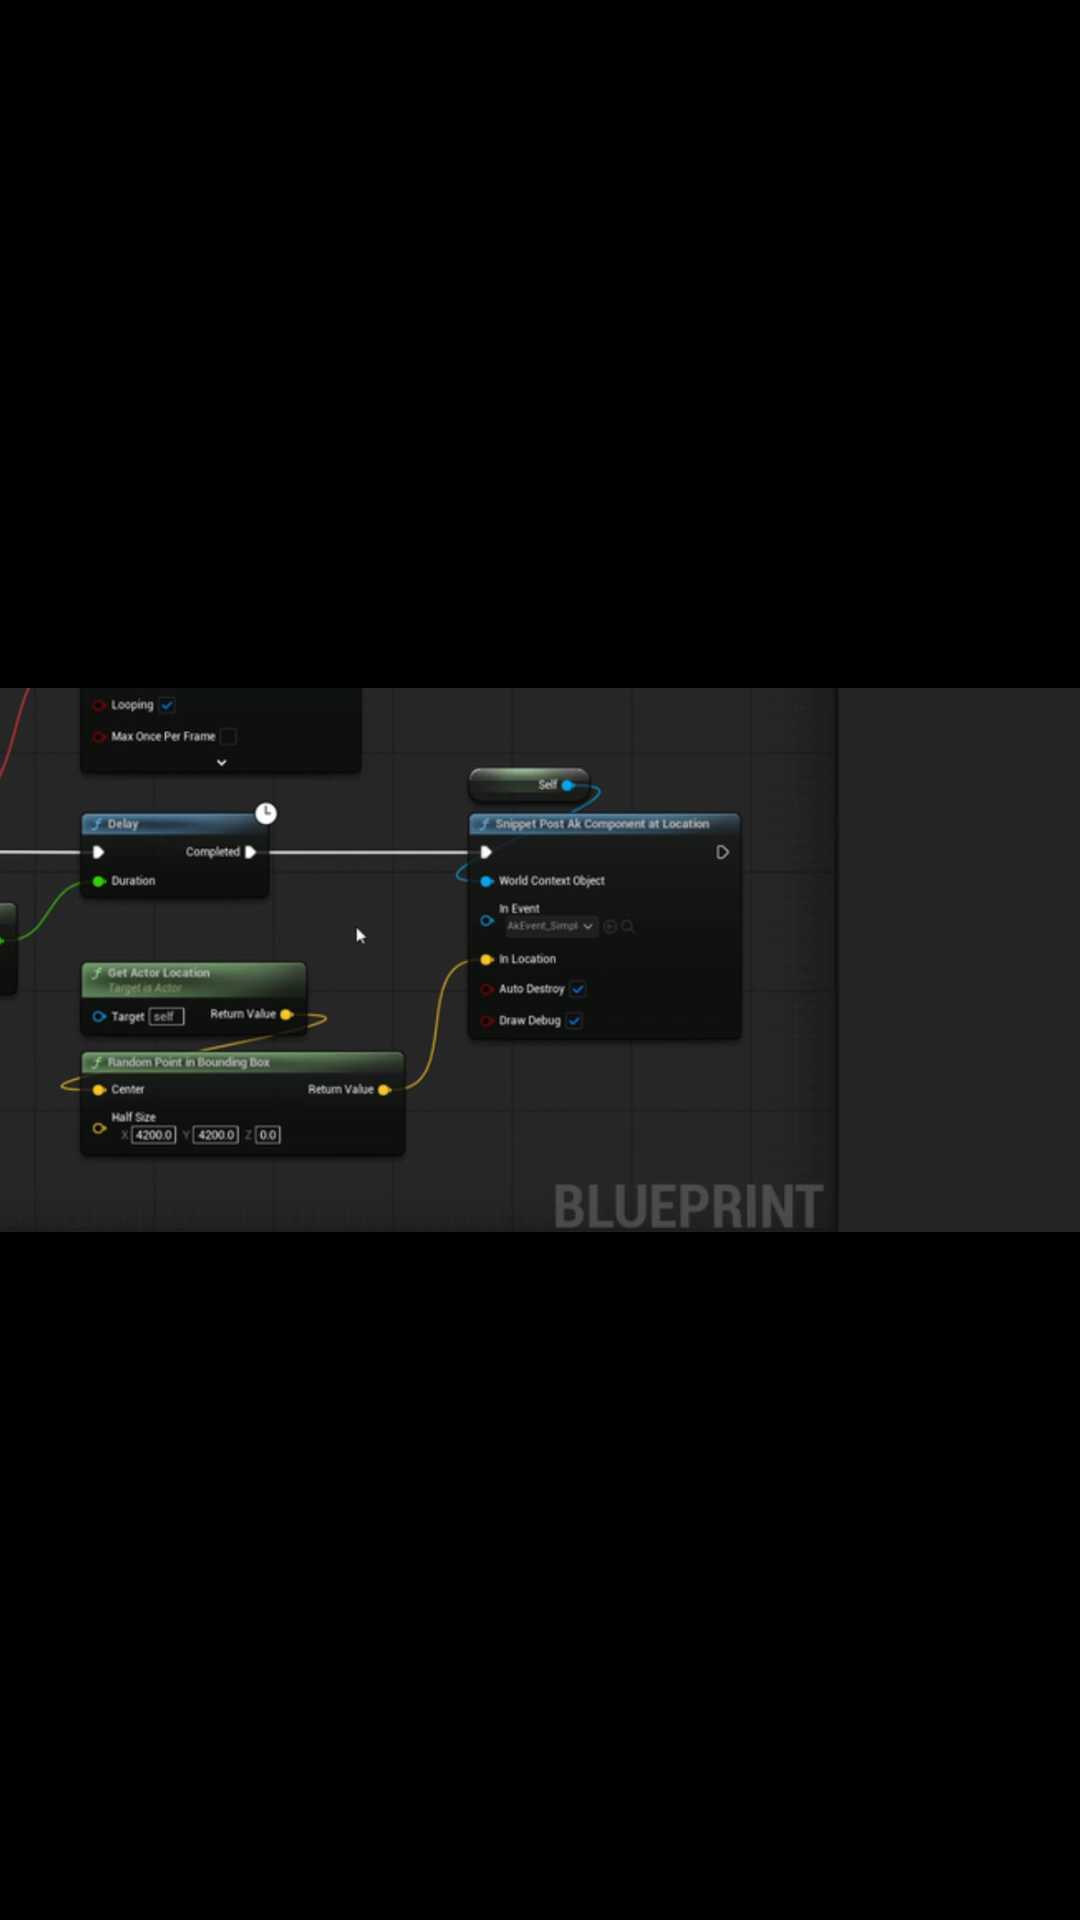 Looping
Max Once Per Frame
Self
Delay
Snippet Post Ak Component at Location
Completed
Duration
World Context Object
In Event
AkEvent_Simpl
In Location
Get Actor Location
Target is Actor
Target self Return Value
Auto Destroy
Draw Debug
Random Point in Bounding Box
Center Return Value
Half Size
X 4200.0 Y 4200.0 Z 0.0
BLUEPRINT